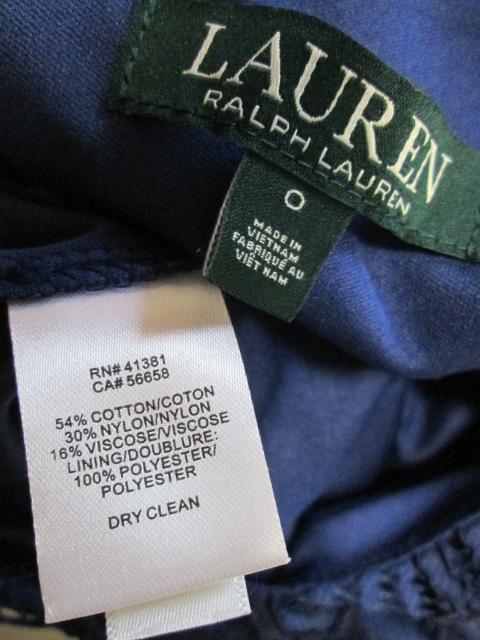 LAUREN
RALPH LAUREN
0
MADE IN
VIETNAM
FABRIQUÉ AU
VIET NAM
RN# 41381
CA# 56658
54% COTTON/COTON
30% NYLON/NYLON
16% VISCOSE/VISCOSE
LINING/DOUBLURE:
100% POLYESTER/
POLYESTER
DRY CLEAN